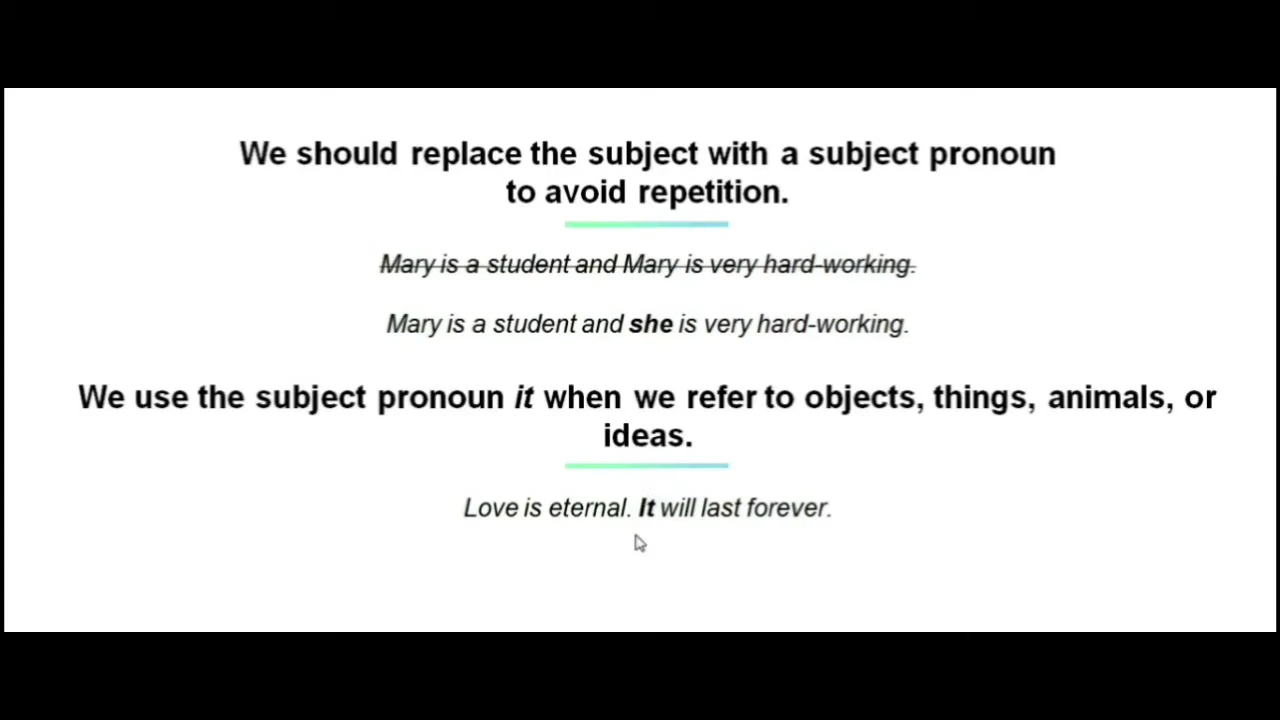 We should replace the subject with a subject pronoun
to avoid repetition.
Mary is a student and Mary is very hard-working.
Mary is a student and she is very hard-working.
We use the subject pronoun it when we refer to objects, things, animals, or
ideas.
Love is eternal. It will last forever.